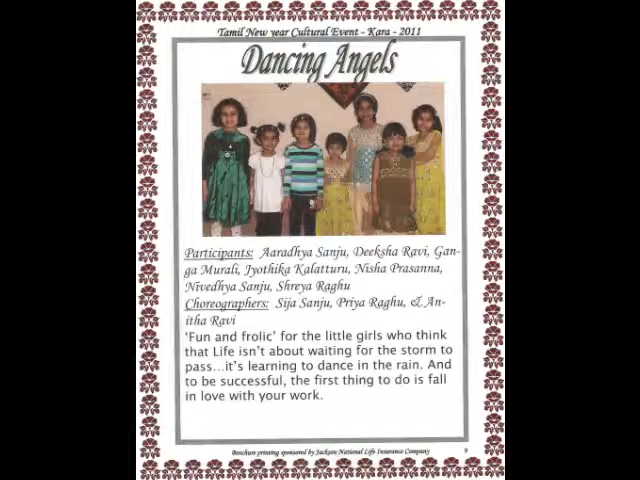 Tamil New year Cultural Event - Kara - 2011
Dancing Angels
Participants: Aaradhya Sanju, Deeksha Ravi, Gan-
ga Murali, Jyothika Kalatturu, Nisha Prasanna,
Nivedhya Sanju, Shreya Raghu
Choreographers: Sija Sanju, Priya Raghu, & An-
itha Ravi
‘Fun and frolic’ for the little girls who think
that Life isn’t about waiting for the storm to
pass...it’s learning to dance in the rain. And
to be successful, the first thing to do is fall
in love with your work.
Brochure printing sponsored by Jackson National Life Insurance Company 9